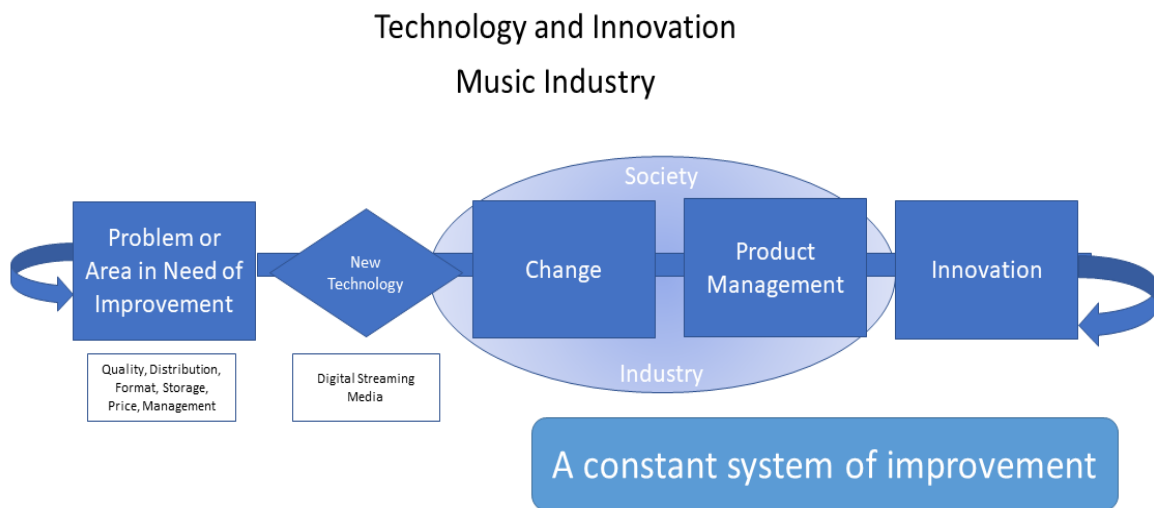 Technology and Innovation
Music Industry
Society
Problem or
Area in Need of
Improvement
New
Technology
Change
Product
Management
Innovation
Industry
Quality, Distribution,
Format, Storage,
Price, Management
Digital Streaming
Media
A constant system of improvement